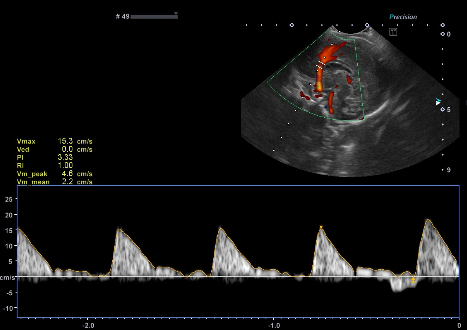 # 49
Precision
0
5
9
Vmax 15.3 cm/s
Ved 0.0 cm/s
PI 3.33
RI 1.00
Vm_peak 4.6 cm/s
Vm_mean 2.2 cm/s
25
20
15
10
5
cm/s
-5
-10
-2.0 -1.0 0